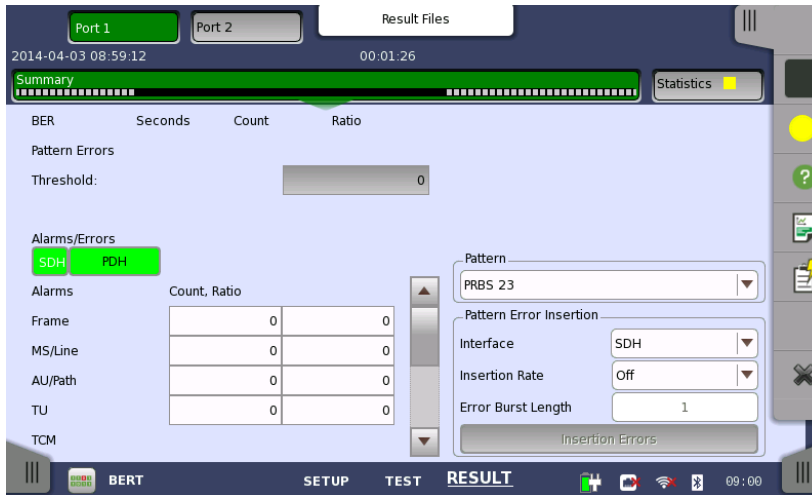 Port 1 Port 2 Result Files
2014-04-03 08:59:12 00:01:26
Summary Statistics
BER Seconds Count Ratio
Pattern Errors
Threshold: 0
Alarms/Errors
SDH PDH
Alarms Count, Ratio
Frame 0 0
MS/Line 0 0
AU/Path 0 0
TU 0 0
TCM
Pattern
PRBS 23
Pattern Error Insertion
Interface SDH
Insertion Rate Off
Error Burst Length 1
Insertion Errors
BERT SETUP TEST RESULT 09:00